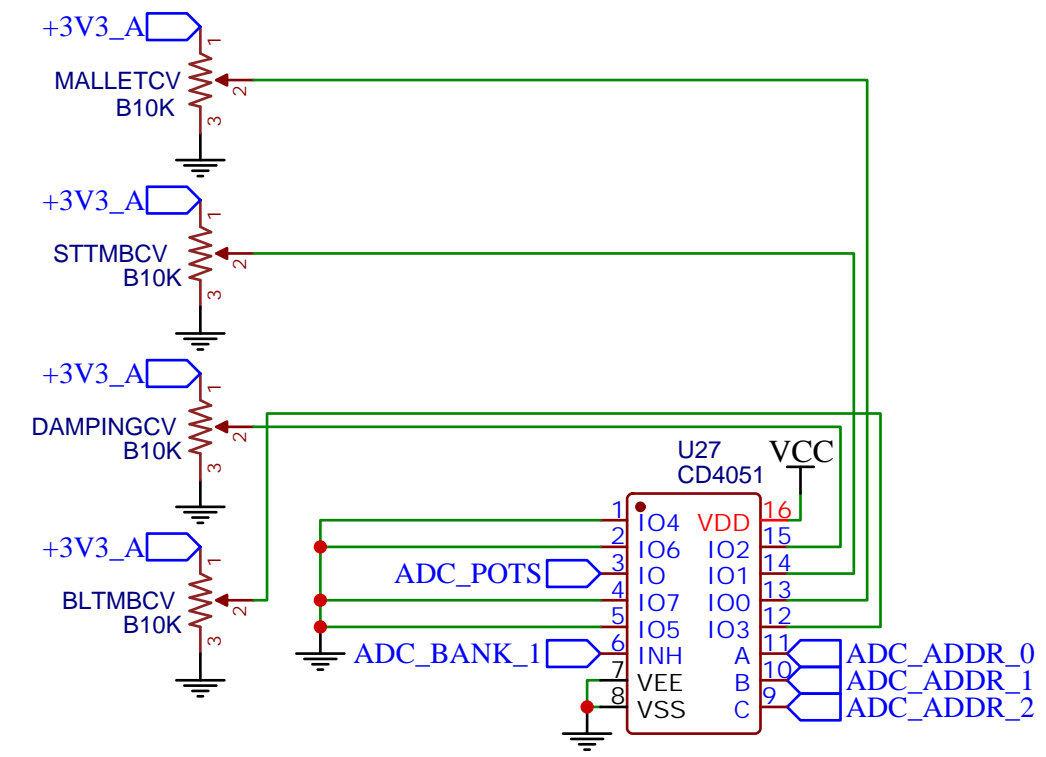 +3V3_A
1
MALLETCV
B10K
2
3
+3V3_A
1
STTMBCV
B10K
2
3
+3V3_A
1
DAMPINGCV
B10K
2
3
+3V3_A
1
BLTMBCV
B10K
2
3
U27
CD4051
VCC
1 IO4 VDD 16
2 IO6 IO2 15
ADC_POTS 3 IO IO1 14
4 IO7 IO0 13
5 IO5 IO3 12
ADC_BANK_1 6 INH A 11 ADC_ADDR_0
7 VEE B 10 ADC_ADDR_1
8 VSS C 9 ADC_ADDR_2